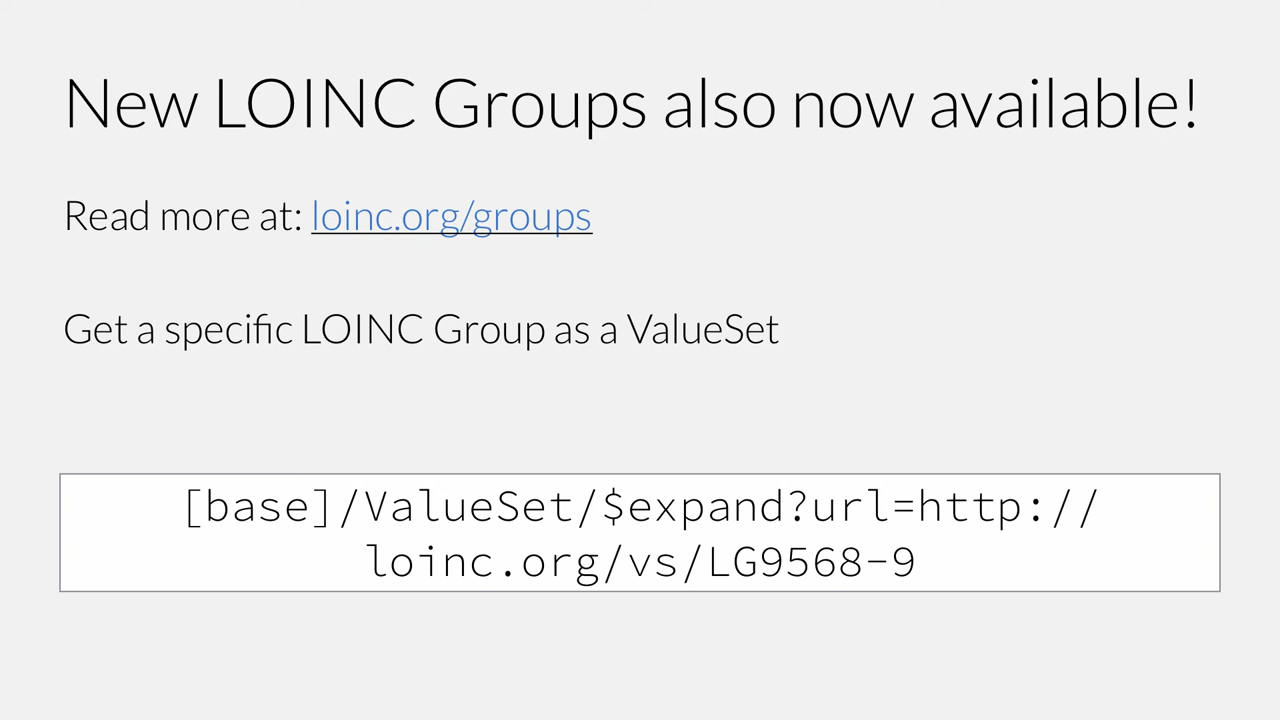 New LOINC Groups also now available!
Read more at: loinc.org/groups
Get a specific LOINC Group as a ValueSet
[base]/ValueSet/$expand?url=http://
loinc.org/vs/LG9568-9